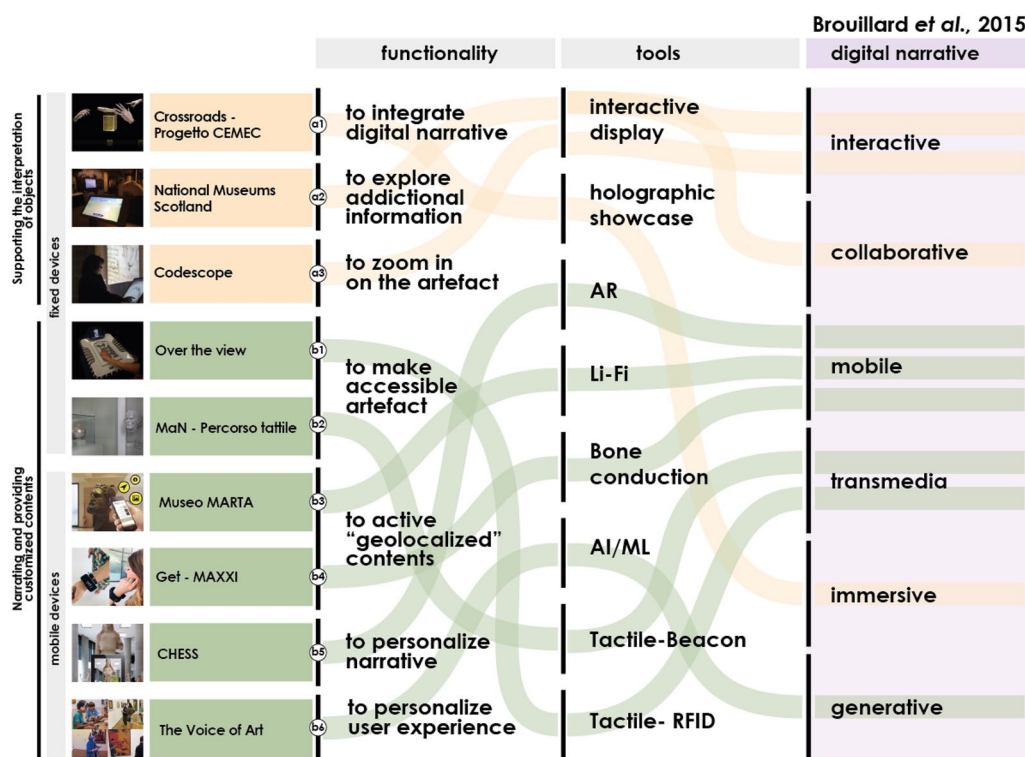 Brouillard et al., 2015
functionality
tools
digital narrative
Supporting the interpretation
of objects
fixed devices
Crossroads -
Progetto CEMEC
a1
National Museums
Scotland
a2
Codescope
a3
Narrating and providing
customized contents
Over the view
b1
MaN - Percorso tattile
b2
mobile devices
Museo MARTA
b3
Get - MAXXI
b4
CHESS
b5
The Voice of Art
b6
to integrate
digital narrative
to explore
addictional
information
to zoom in
on the artefact
to make
accessible
artefact
to active
“geolocalized”
contents
to personalize
narrative
to personalize
user experience
interactive
display
holographic
showcase
AR
Li-Fi
Bone
conduction
AI/ML
Tactile-Beacon
Tactile- RFID
interactive
collaborative
mobile
transmedia
immersive
generative